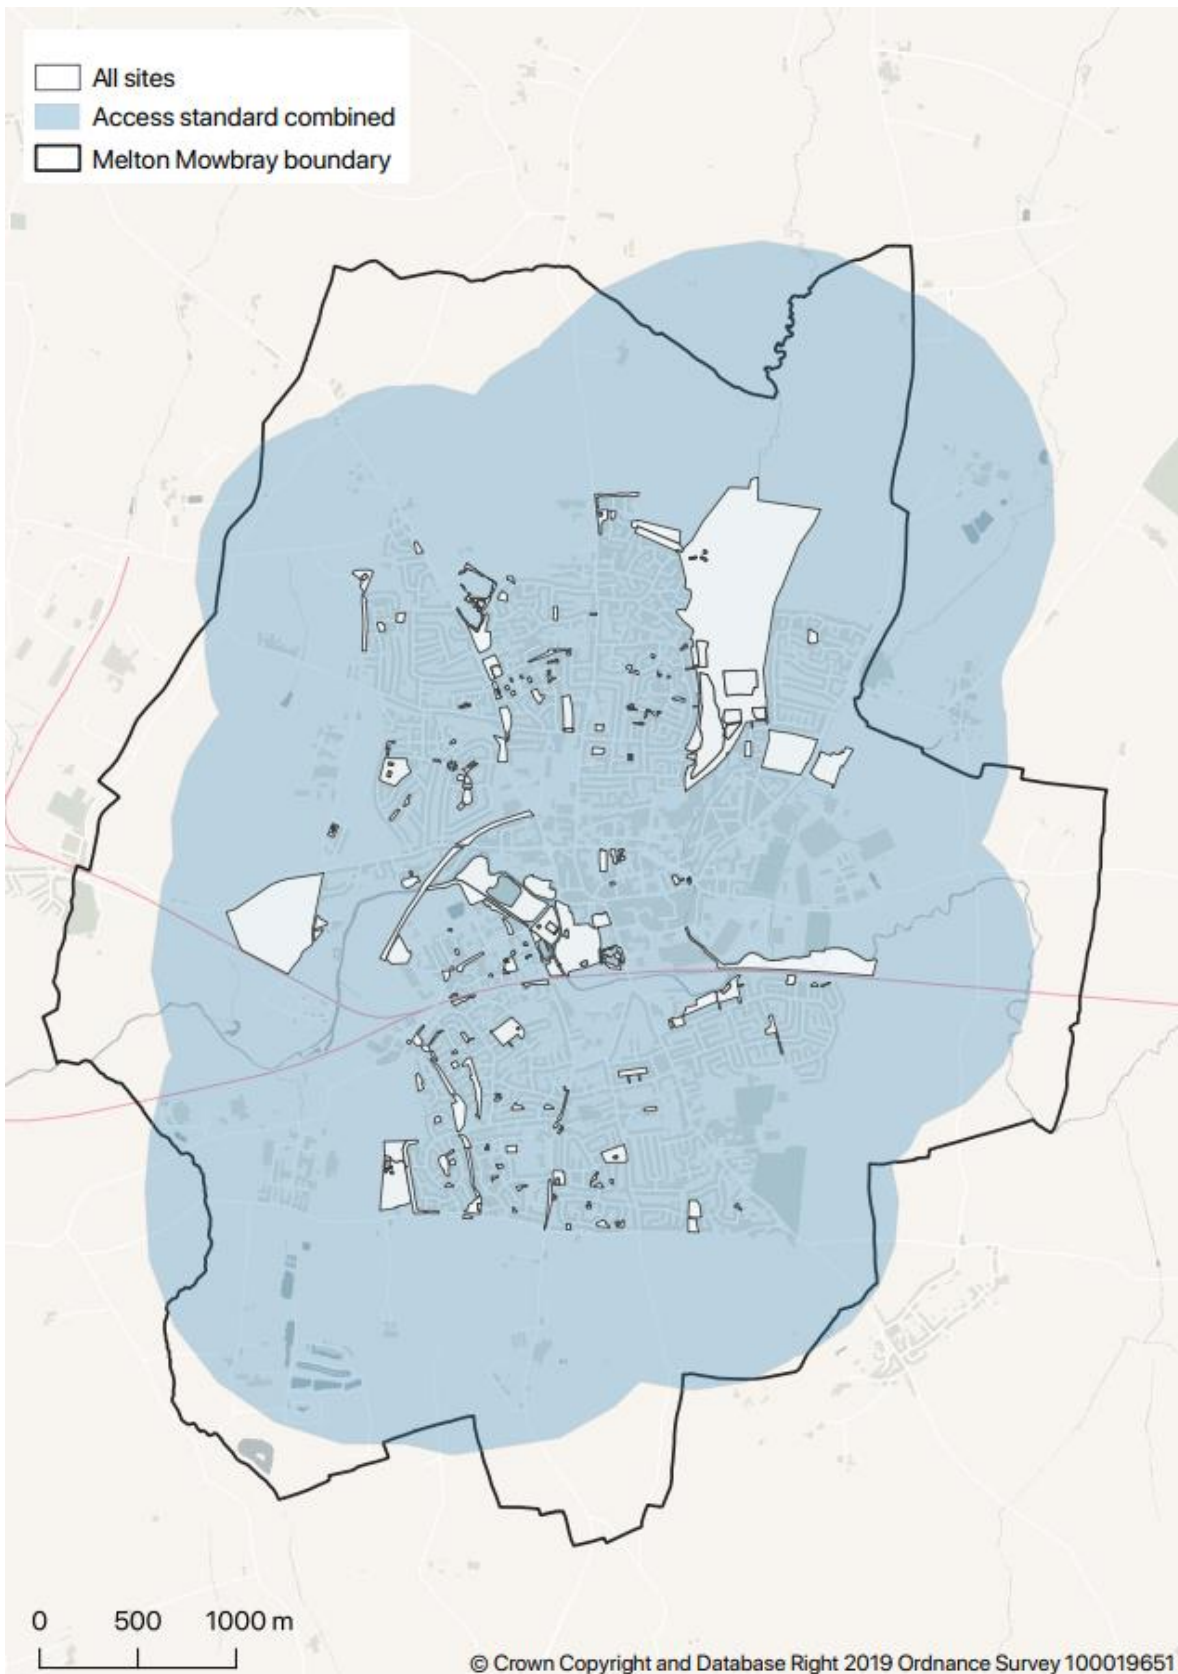 All sites
Access standard combined
Melton Mowbray boundary
0 500 1000 m
© Crown Copyright and Database Right 2019 Ordnance Survey 100019651